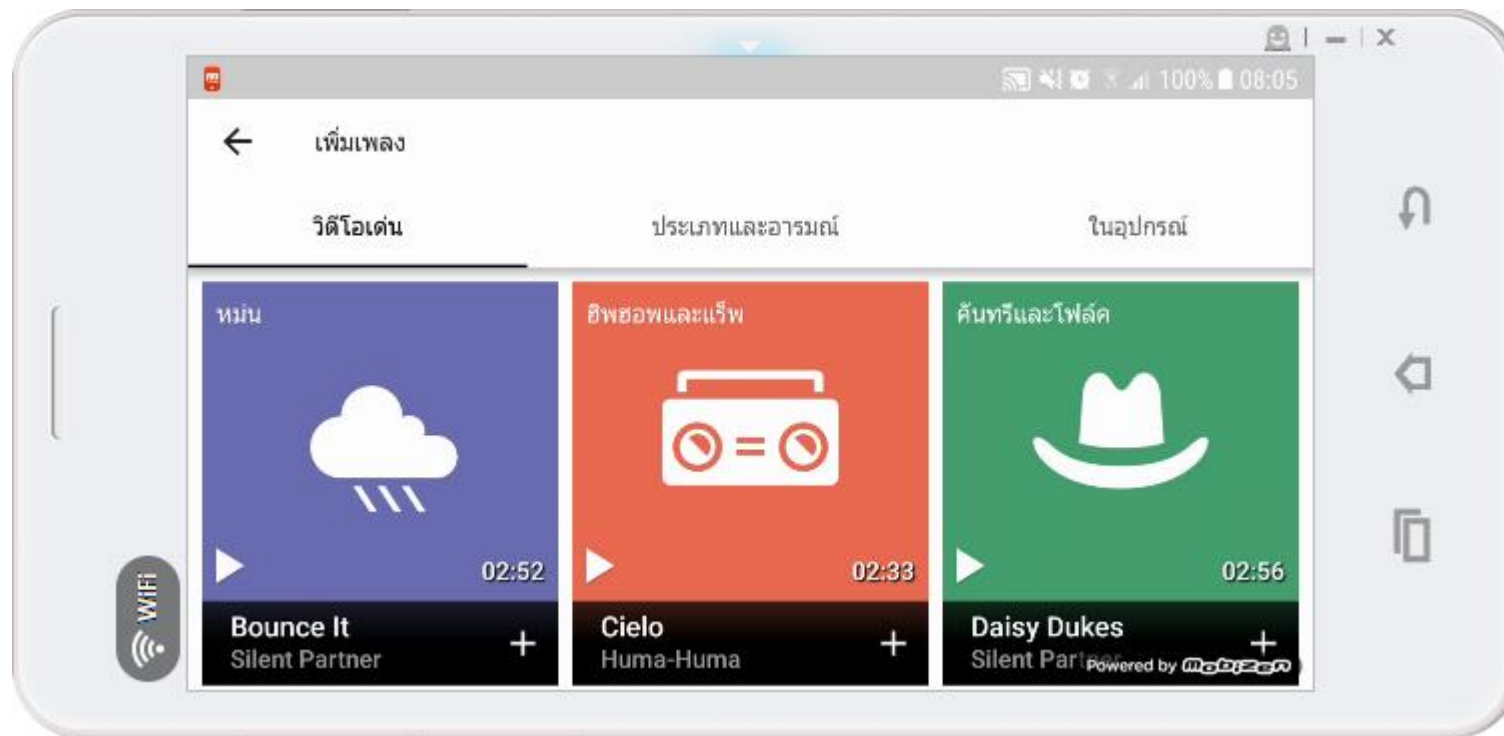 100% 08:05
เพิ่มเพลง
วิดีโอเด่น ประเภทและอารมณ์ ในอุปกรณ์
หม่น ฮิพฮอพและแร็พ คันทรีและโฟล์ค
02:52 02:33 02:56
Bounce It Cielo Daisy Dukes
Silent Partner Huma-Huma Silent Partner
Powered by Mobizen
WiFi